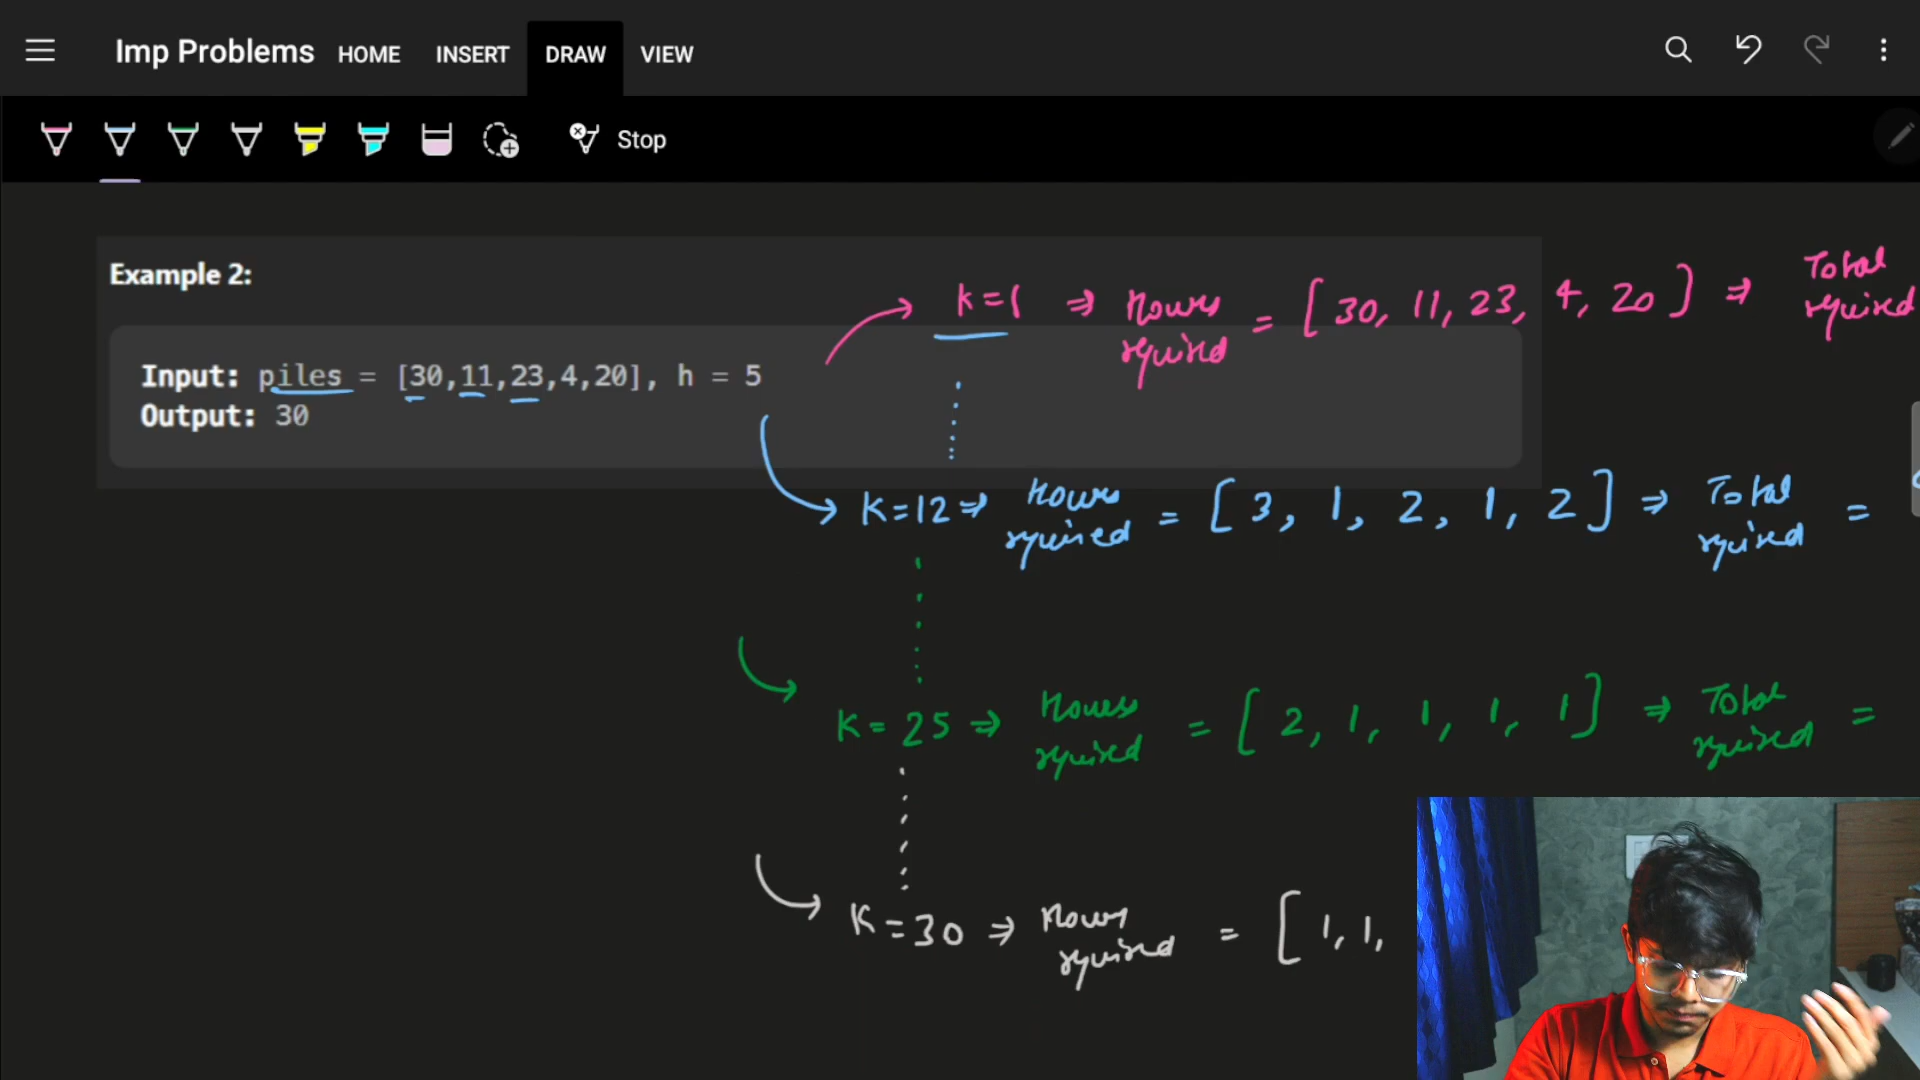 Imp Problems HOME INSERT DRAW VIEW
Stop
Example 2:
Input: piles = [30,11,23,4,20], h = 5
Output: 30
K=1 ⇒ Hours required = [30, 11, 23, 4, 20] ⇒ Total required
K=12 ⇒ Hours required = [3, 1, 2, 1, 2] ⇒ Total required =
K=25 ⇒ Hours required = [2, 1, 1, 1, 1] ⇒ Total required =
K=30 ⇒ Hours required = [1, 1,